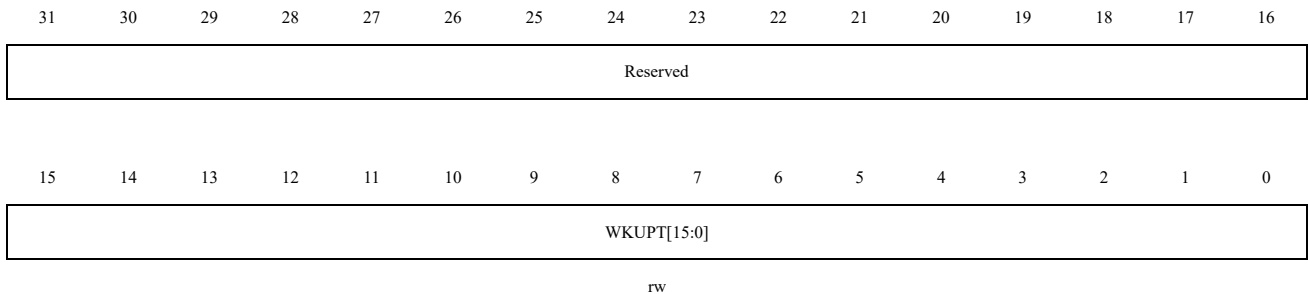 31 30 29 28 27 26 25 24 23 22 21 20 19 18 17 16
Reserved
15 14 13 12 11 10 9 8 7 6 5 4 3 2 1 0
WKUPT[15:0]
rw